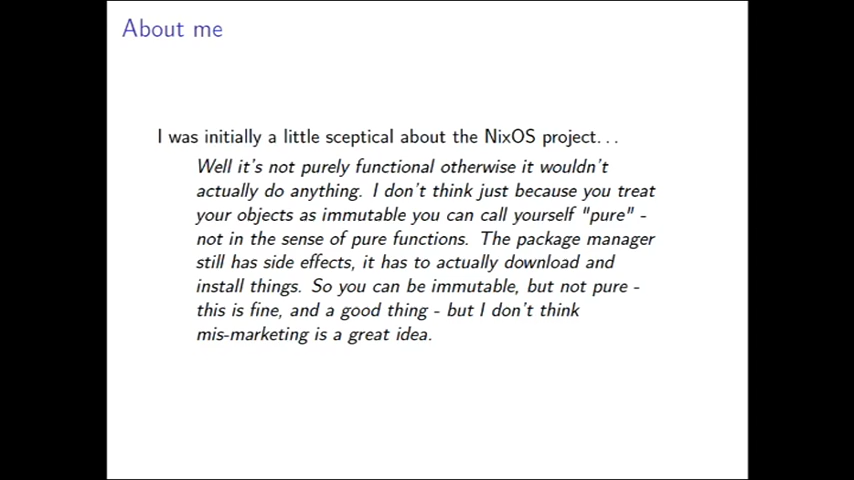 About me
I was initially a little sceptical about the NixOS project...
Well it's not purely functional otherwise it wouldn't
actually do anything. I don't think just because you treat
your objects as immutable you can call yourself "pure" -
not in the sense of pure functions. The package manager
still has side effects, it has to actually download and
install things. So you can be immutable, but not pure -
this is fine, and a good thing - but I don't think
mis-marketing is a great idea.